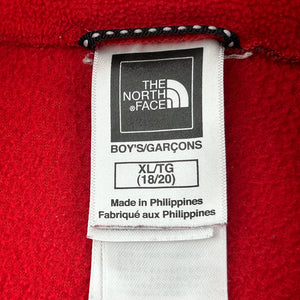 THE
NORTH
FACE
BOY'S/GARÇONS
XL/TG
(18/20)
Made in Philippines
Fabriqué aux Philippines